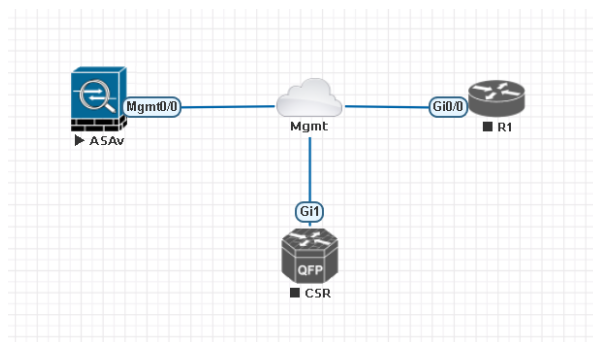 Mgmt0/0
Gi0/0
Mgmt
R1
ASAv
Gi1
QFP
CSR